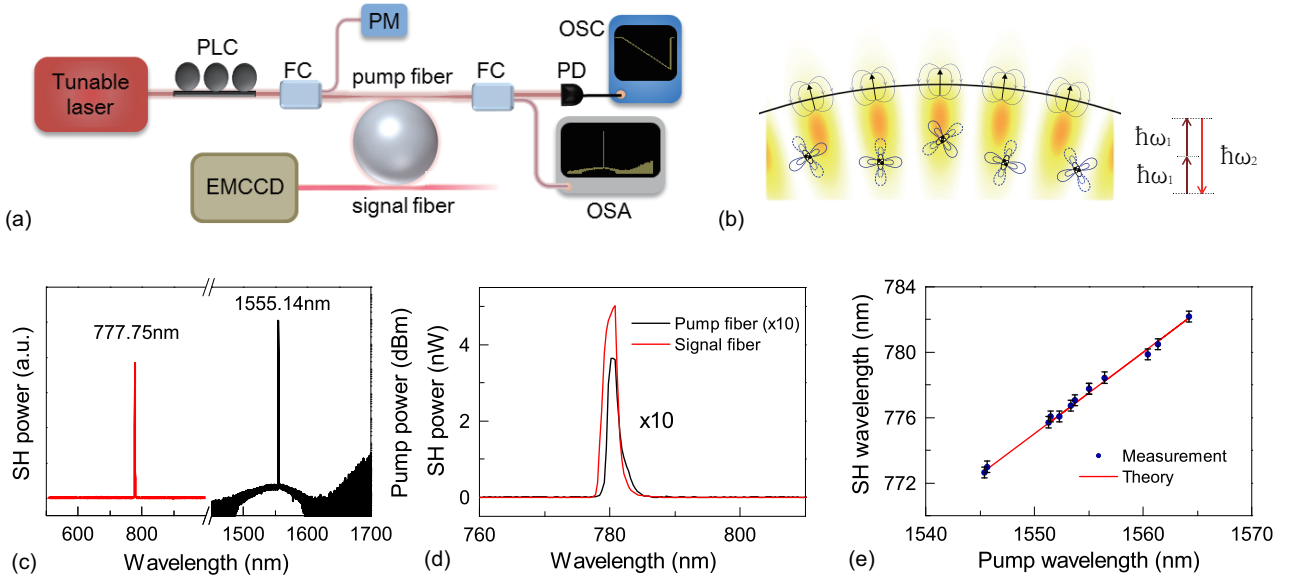 PLC
PM
OSC
Tunable
laser
FC
pump fiber
FC
PD
EMCCD
signal fiber
OSA
(a)
ħω1
ħω1
ħω2
(b)
SH power (a.u.)
777.75nm
1555.14nm
Pump power (dBm)
600
800
1500
1600
1700
(c)
Wavelength (nm)
SH power (nW)
4
2
0
Pump fiber (x10)
Signal fiber
x10
760
780
800
(d)
Wavelength (nm)
SH wavelength (nm)
784
780
776
772
Measurement
Theory
1540
1550
1560
1570
(e)
Pump wavelength (nm)